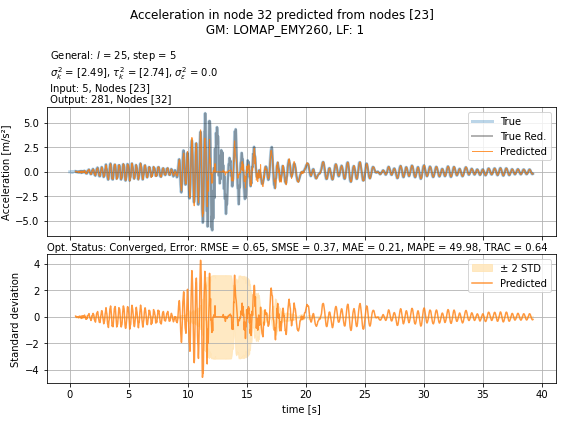 Acceleration in node 32 predicted from nodes [23]
GM: LOMAP_EMY260, LF: 1
General: l = 25, step = 5
σ²ₖ = [2.49], τ²ₖ = [2.74], σ²ε = 0.0
Input: 5, Nodes [23]
Output: 281, Nodes [32]
Acceleration [m/s²]
5.0
2.5
0.0
−2.5
−5.0
True
True Red.
Predicted
Opt. Status: Converged, Error: RMSE = 0.65, SMSE = 0.37, MAE = 0.21, MAPE = 49.98, TRAC = 0.64
Standard deviation
4
2
0
−2
−4
± 2 STD
Predicted
0 5 10 15 20 25 30 35 40
time [s]